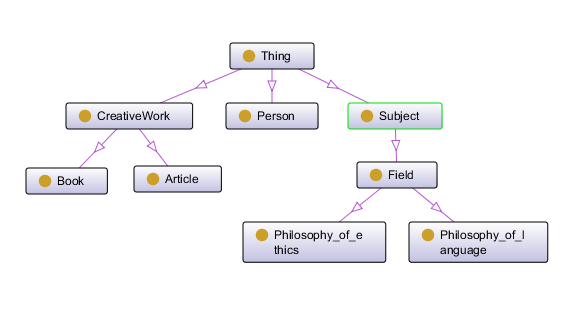 Thing
CreativeWork
Person
Subject
Book
Article
Field
Philosophy_of_e
thics
Philosophy_of_l
anguage